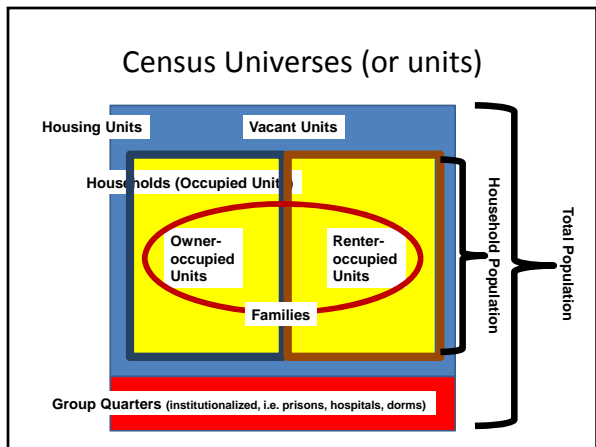 Census Universes (or units)
Housing Units
Vacant Units
Households (Occupied Units)
Owner-
occupied
Units
Renter-
occupied
Units
Families
Group Quarters (institutionalized, i.e. prisons, hospitals, dorms)
Household Population
Total Population